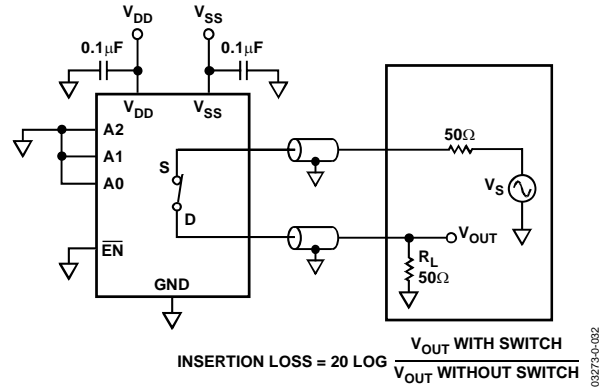 VDD
VSS
0.1μF
0.1μF
VDD
VSS
A2
A1
A0
S
D
EN
GND
50Ω
VS
VOUT
RL
50Ω
INSERTION LOSS = 20 LOG VOUT WITH SWITCH
VOUT WITHOUT SWITCH
03273-0-032